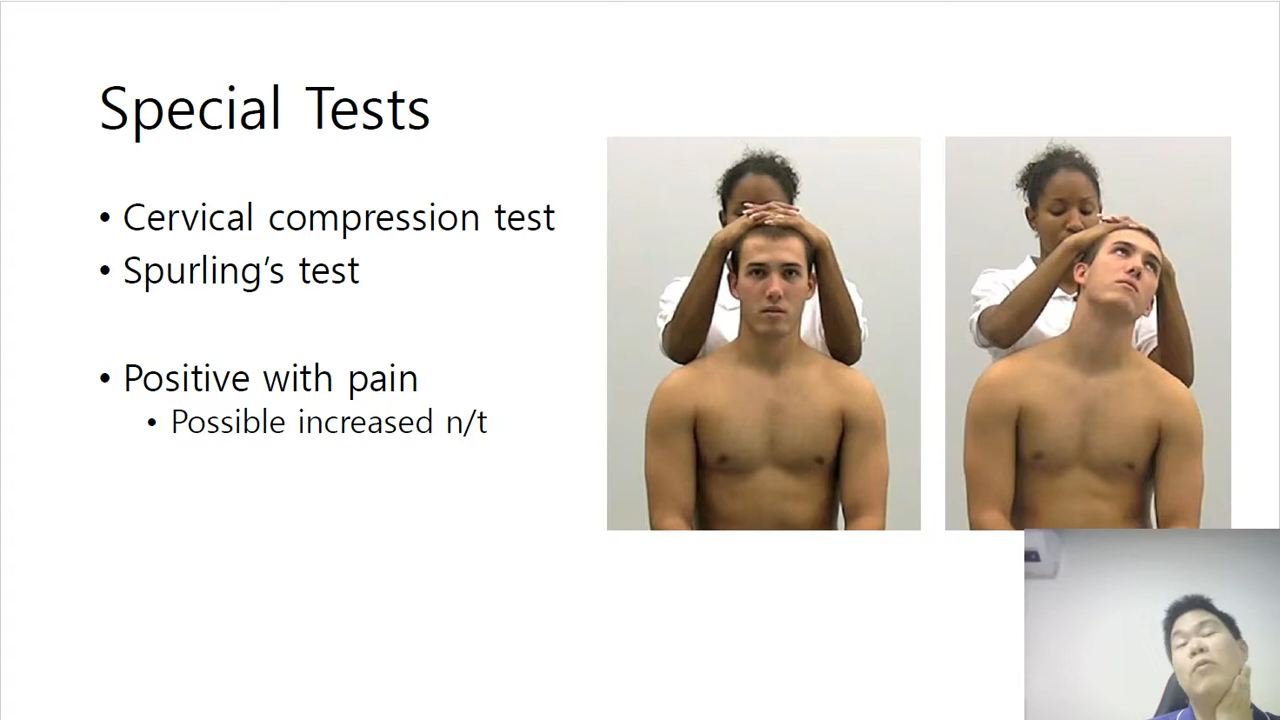 Special Tests
• Cervical compression test
• Spurling’s test
• Positive with pain
• Possible increased n/t